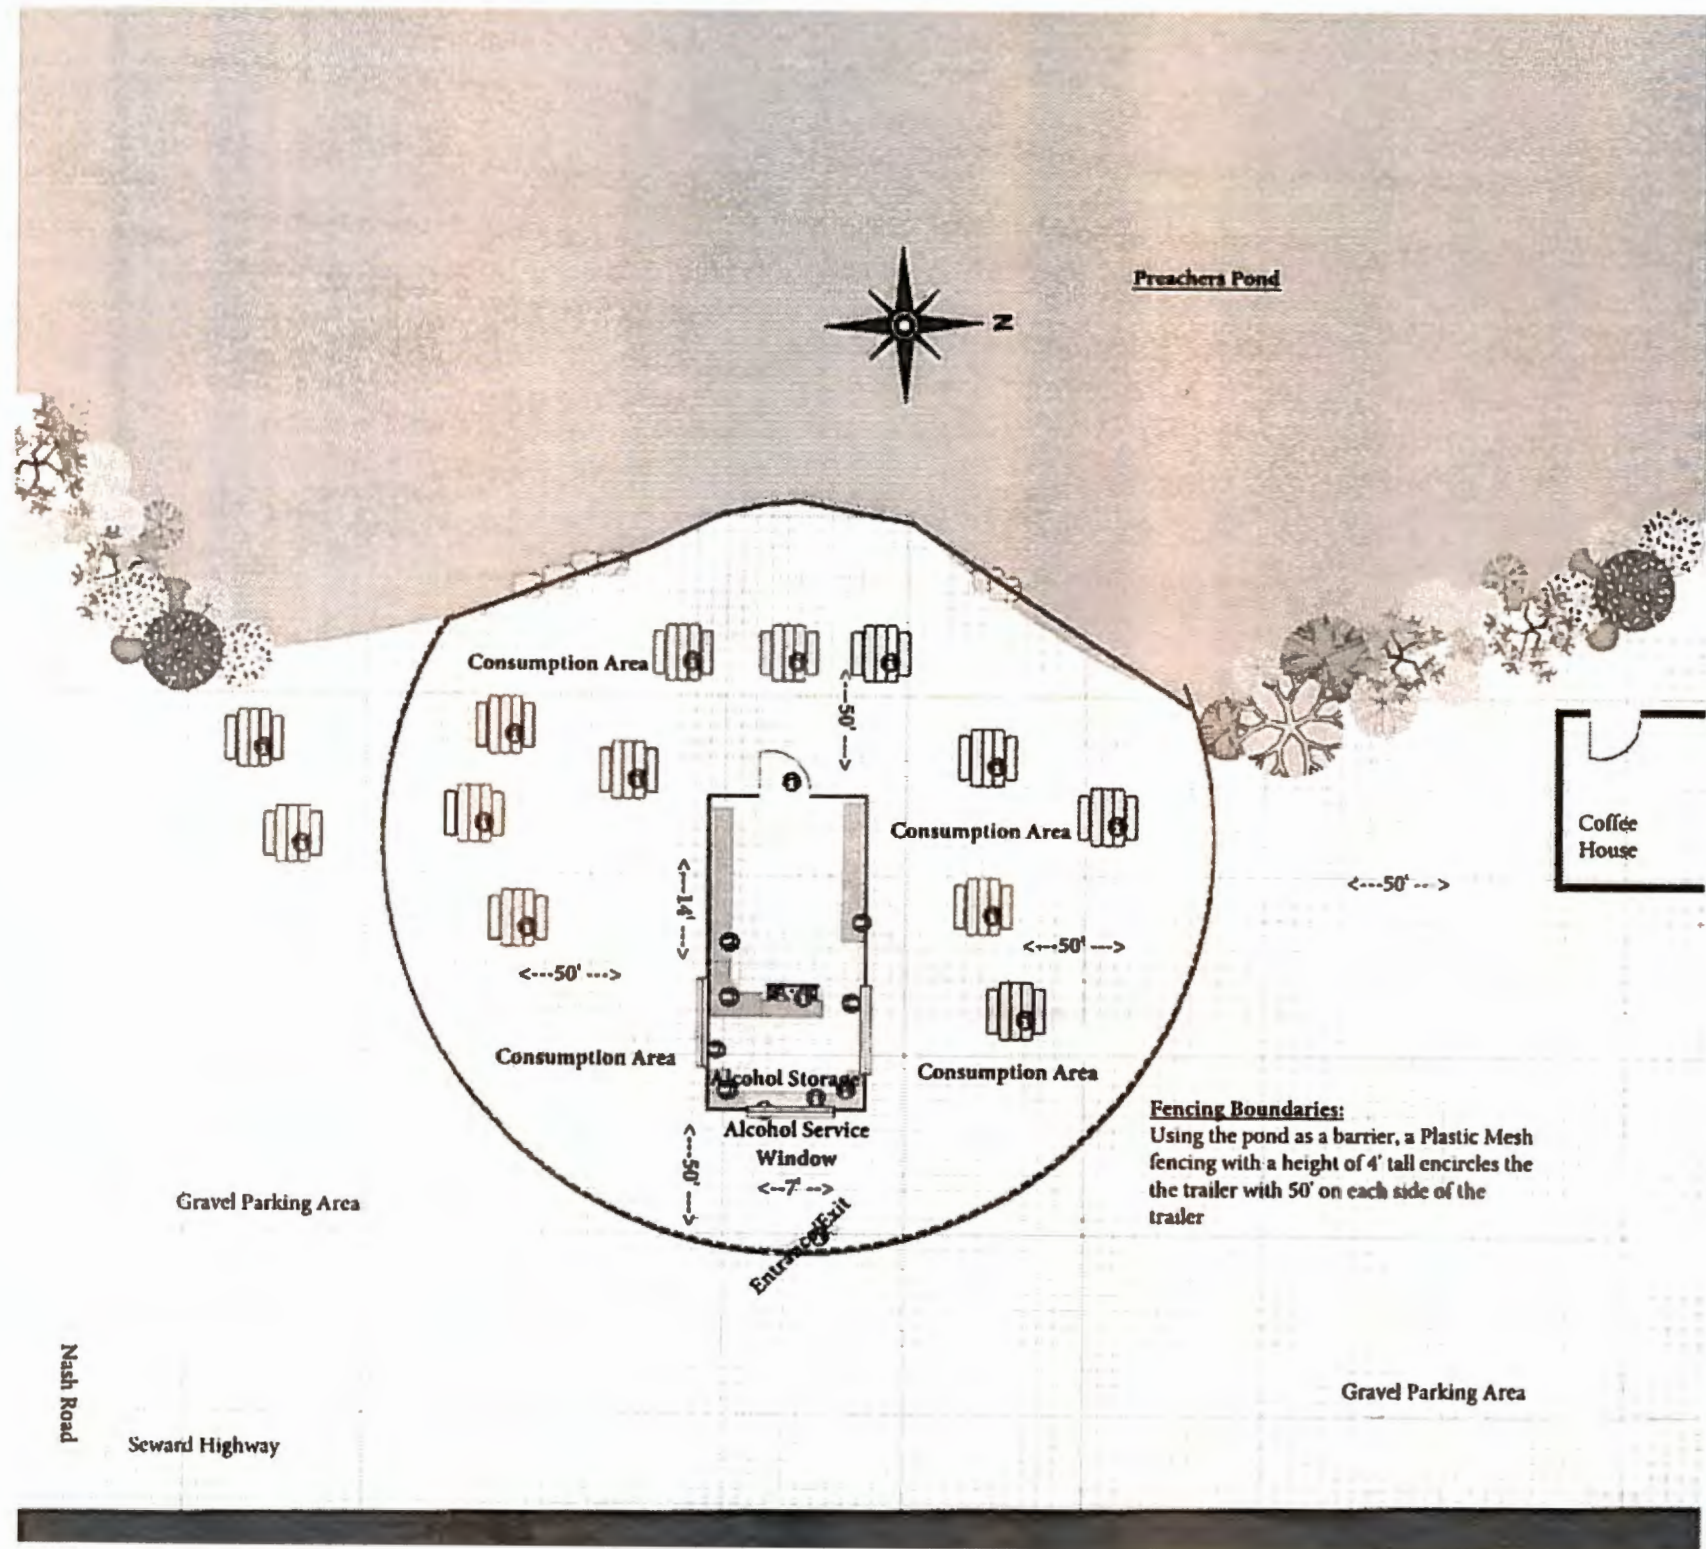 Preachers Pond
N
Consumption Area
<---50' --->
Consumption Area
Coffee
House
<---14' --->
<---50' -- >
<---50' --->
<---50' --->
Consumption Area
Consumption Area
Alcohol Storage
Alcohol Service
Window
<---50' --->
<--7' -->
Entrance/Exit
Fencing Boundaries:
Using the pond as a barrier, a Plastic Mesh
fencing with a height of 4' tall encircles the
the trailer with 50' on each side of the
trailer
Gravel Parking Area
Gravel Parking Area
Nash Road
Seward Highway